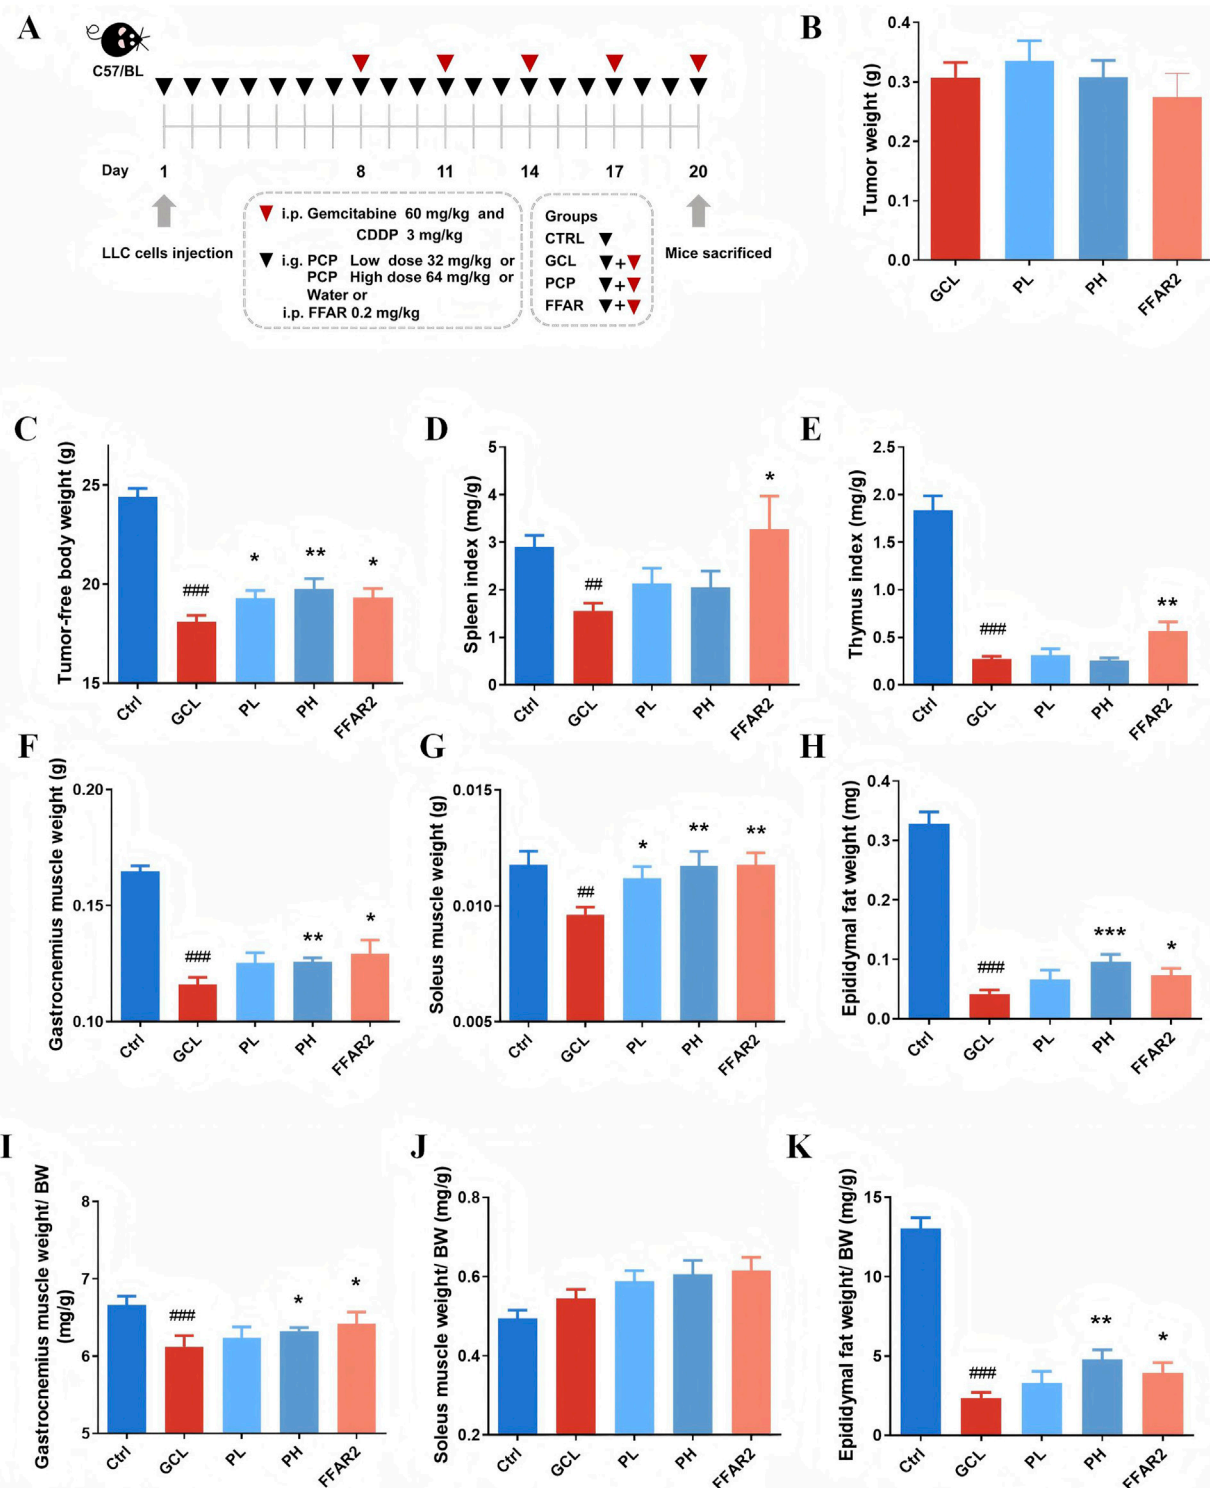 A
C57/BL
Day 1 8 11 14 17 20
LLC cells injection
Mice sacrificed
i.p. Gemcitabine 60 mg/kg and
CDDP 3 mg/kg
i.g. PCP Low dose 32 mg/kg or
PCP High dose 64 mg/kg or
Water or
i.p. FFAR 0.2 mg/kg
Groups
CTRL
GCL +
PCP +
FFAR +
B
Tumor weight (g)
0.4
0.3
0.2
0.1
0.0
GCL PL PH FFAR2
C
Tumor-free body weight (g)
25
20
15
### * ** *
Ctrl GCL PL PH FFAR2
D
Spleen index (mg/g)
5
4
3
2
1
0
## *
Ctrl GCL PL PH FFAR2
E
Thymus index (mg/g)
2.5
2.0
1.5
1.0
0.5
0.0
### **
Ctrl GCL PL PH FFAR2
F
Gastrocnemius muscle weight (g)
0.20
0.15
0.10
### ** *
Ctrl GCL PL PH FFAR2
G
Soleus muscle weight (g)
0.015
0.010
0.005
## * ** **
Ctrl GCL PL PH FFAR2
H
Epididymal fat weight (mg)
0.4
0.3
0.2
0.1
0.0
### *** *
Ctrl GCL PL PH FFAR2
I
Gastrocnemius muscle weight/ BW
(mg/g)
8
7
6
5
### * *
Ctrl GCL PL PH FFAR2
J
Soleus muscle weight/ BW (mg/g)
0.8
0.6
0.4
0.2
Ctrl GCL PL PH FFAR2
K
Epididymal fat weight/ BW (mg/g)
15
10
5
0
### ** *
Ctrl GCL PL PH FFAR2